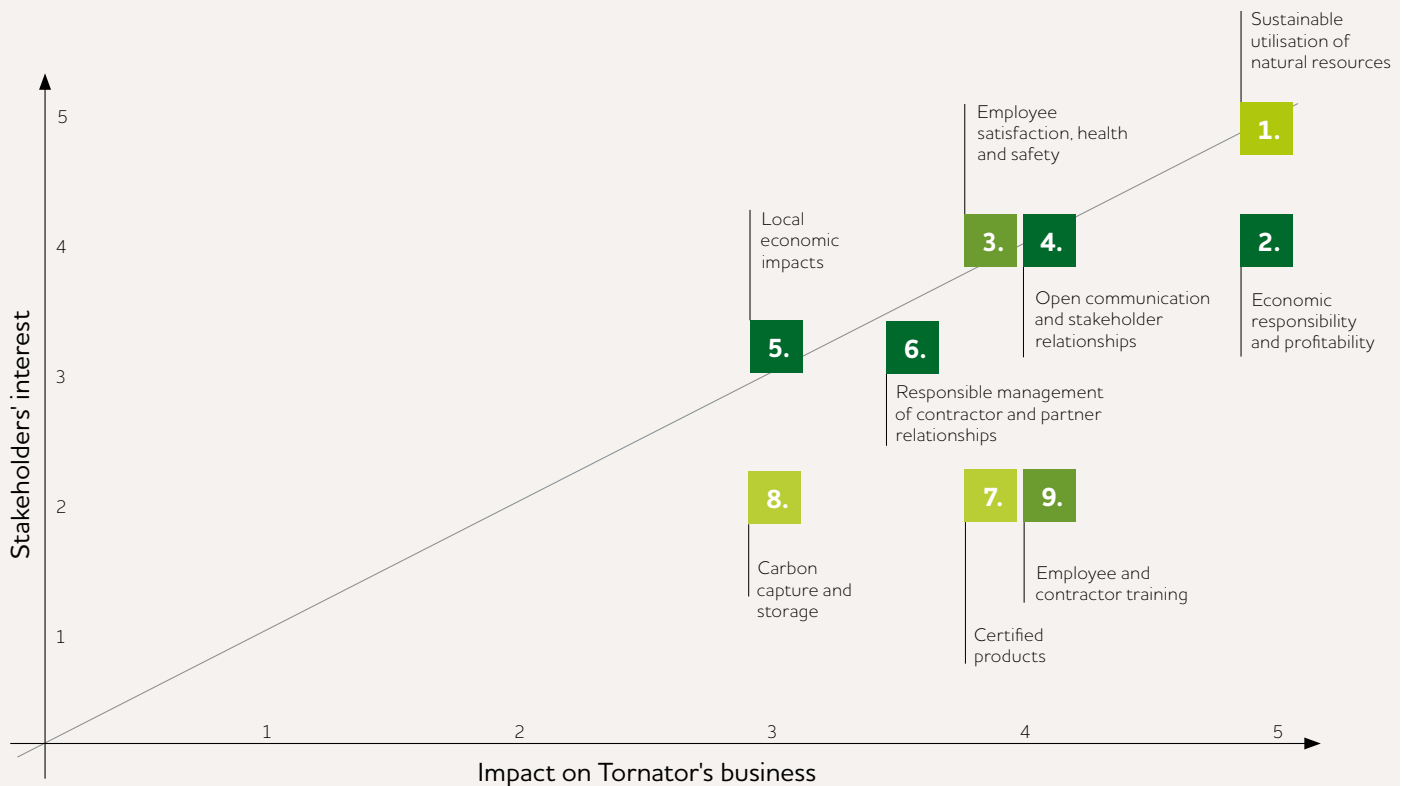 Sustainable
utilisation of
natural resources
5
1.
Employee
satisfaction, health
and safety
Local
economic
impacts
4
3.
4.
2.
Open communication
and stakeholder
relationships
Economic
responsibility
and profitability
5.
6.
3
Responsible management
of contractor and partner
relationships
Stakeholders' interest
2
8.
7.
9.
Carbon
capture and
storage
Employee and
contractor training
1
Certified
products
1
2
3
4
5
Impact on Tornator's business